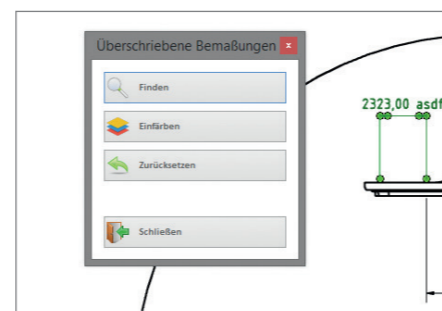 Überschriebene Bemaßungen
Finden
2323,00 asdf
Einfärben
Zurücksetzen
Schließen